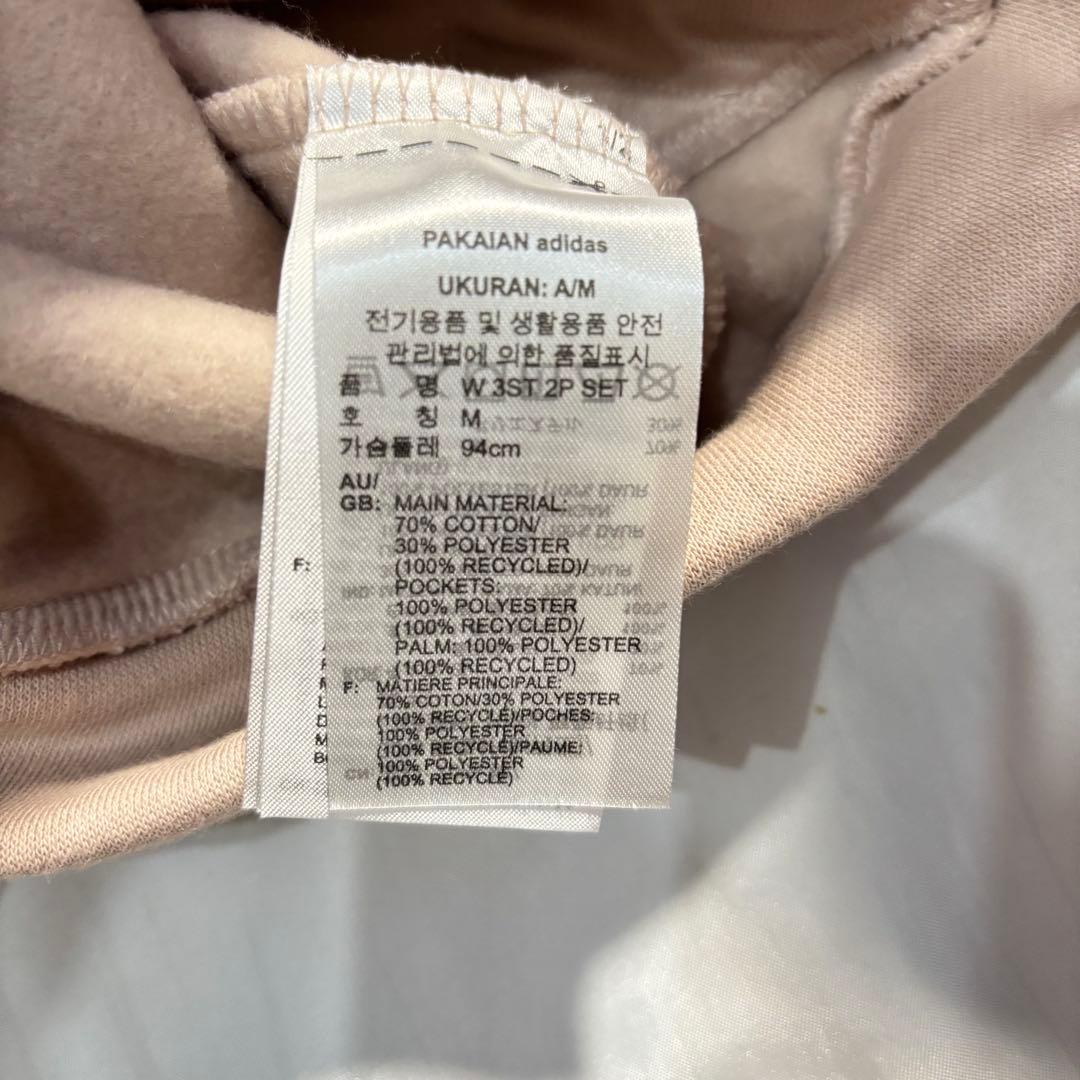 PAKAIAN adidas
UKURAN: A/M
전기용품 및 생활용품 안전
관리법에 의한 품질표시
품 명 W 3ST 2P SET
호 칭 M
가슴둘레 94cm
AU/
GB: MAIN MATERIAL:
70% COTTON/
30% POLYESTER
(100% RECYCLED)/
POCKETS:
100% POLYESTER
(100% RECYCLED)/
PALM: 100% POLYESTER
(100% RECYCLED)
F: MATIERE PRINCIPALE:
70% COTON/30% POLYESTER
(100% RECYCLÉ)/POCHES:
100% POLYESTER
(100% RECYCLÉ)/PAUME:
100% POLYESTER
(100% RECYCLÉ)
F: